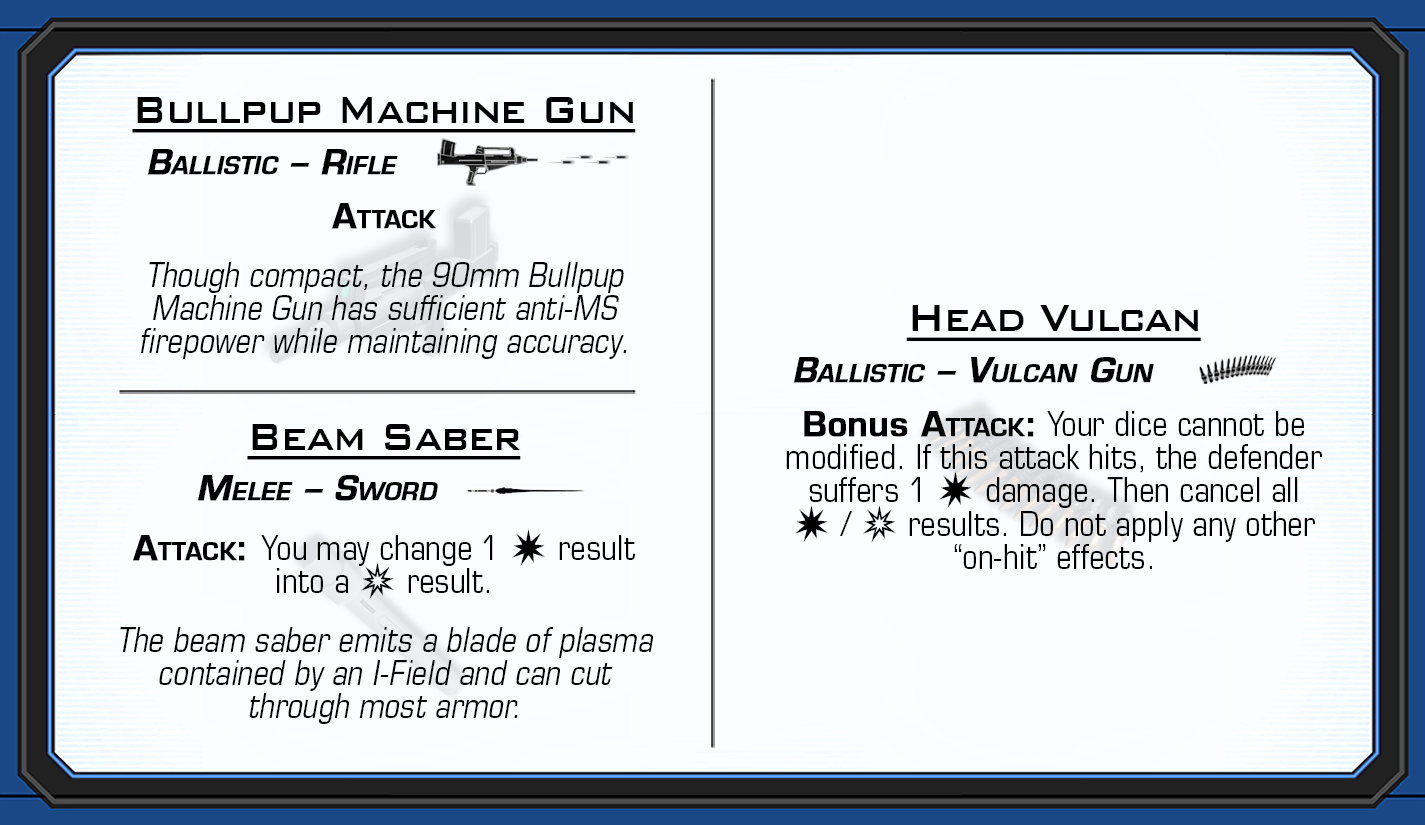 Bullpup Machine Gun
Ballistic – Rifle
Attack
Though compact, the 90mm Bullpup
Machine Gun has sufficient anti-MS
firepower while maintaining accuracy.
Beam Saber
Melee – Sword
Attack: You may change 1 result
into a result.
The beam saber emits a blade of plasma
contained by an I-Field and can cut
through most armor.
Head Vulcan
Ballistic – Vulcan Gun
Bonus Attack: Your dice cannot be
modified. If this attack hits, the defender
suffers 1 damage. Then cancel all
/ results. Do not apply any other
“on-hit” effects.